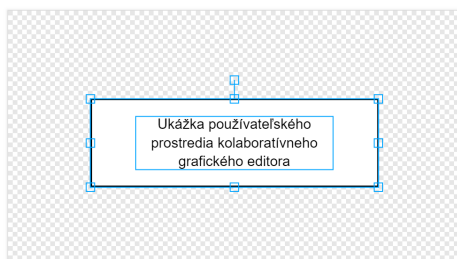 Ukážka používateľského
prostredia kolaboratívneho
grafického editora